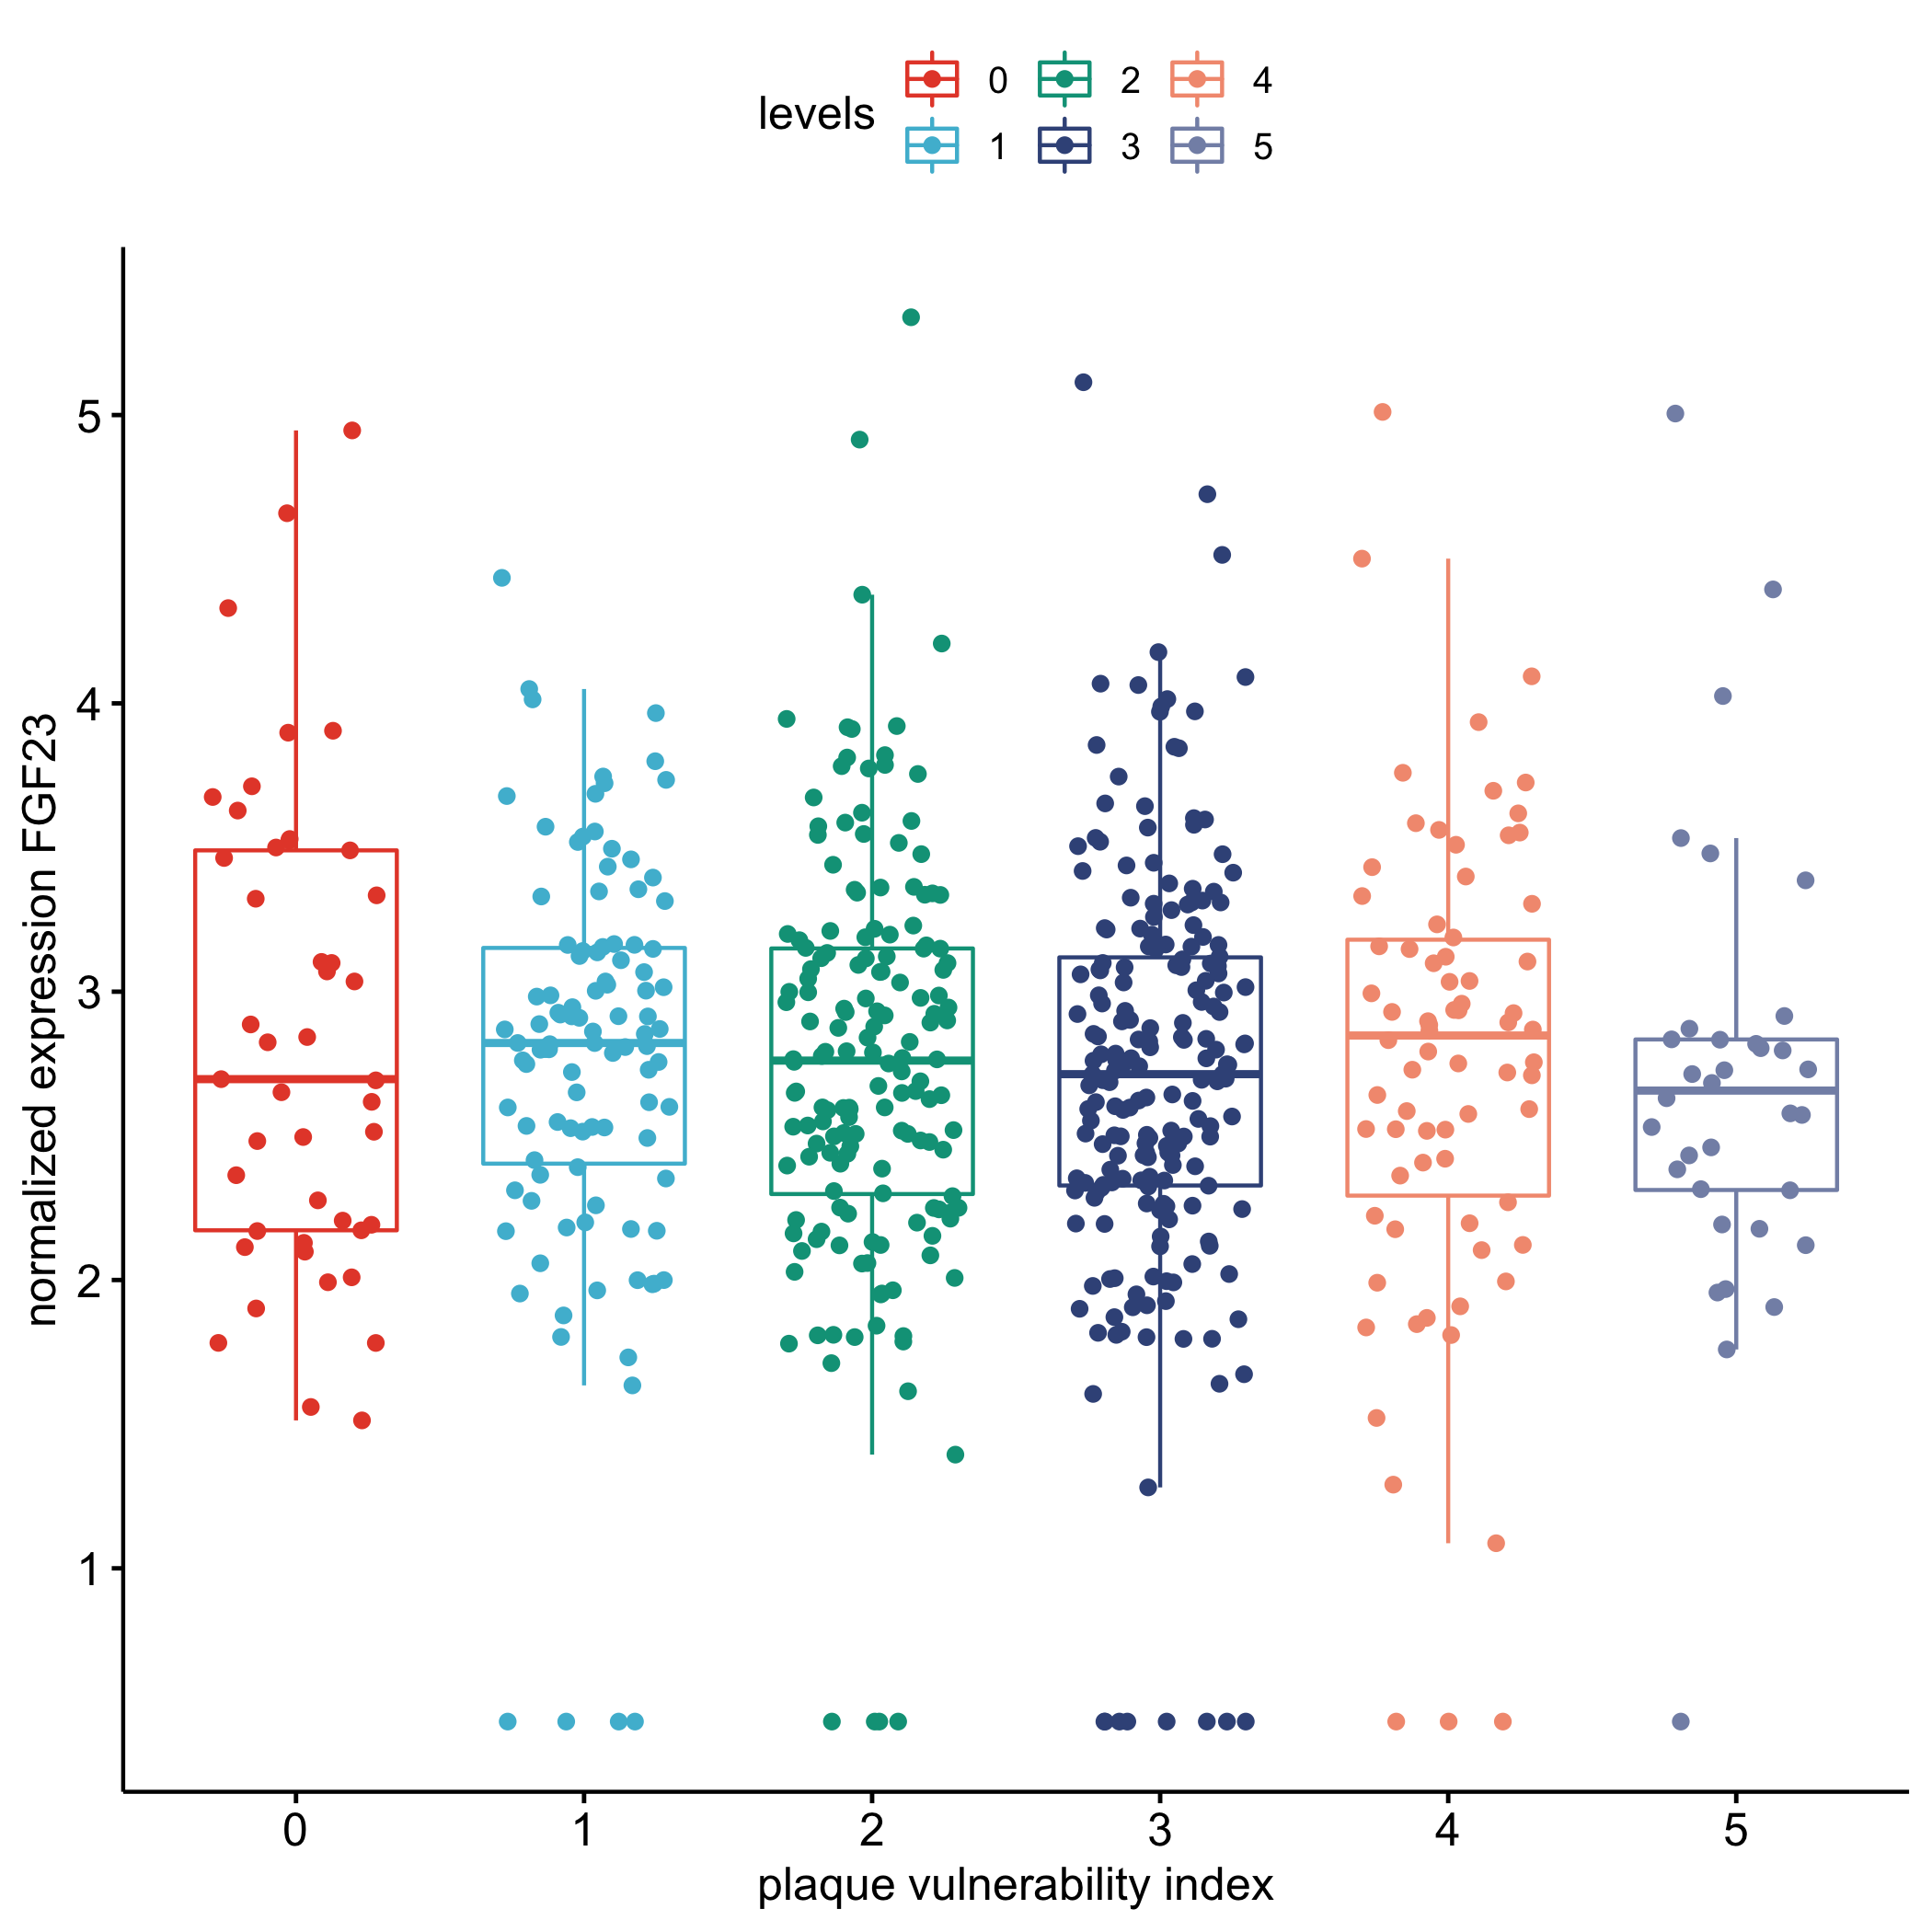 levels
0 2 4
1 3 5
normalized expression FGF23
5
4
3
2
1
0 1 2 3 4 5
plaque vulnerability index